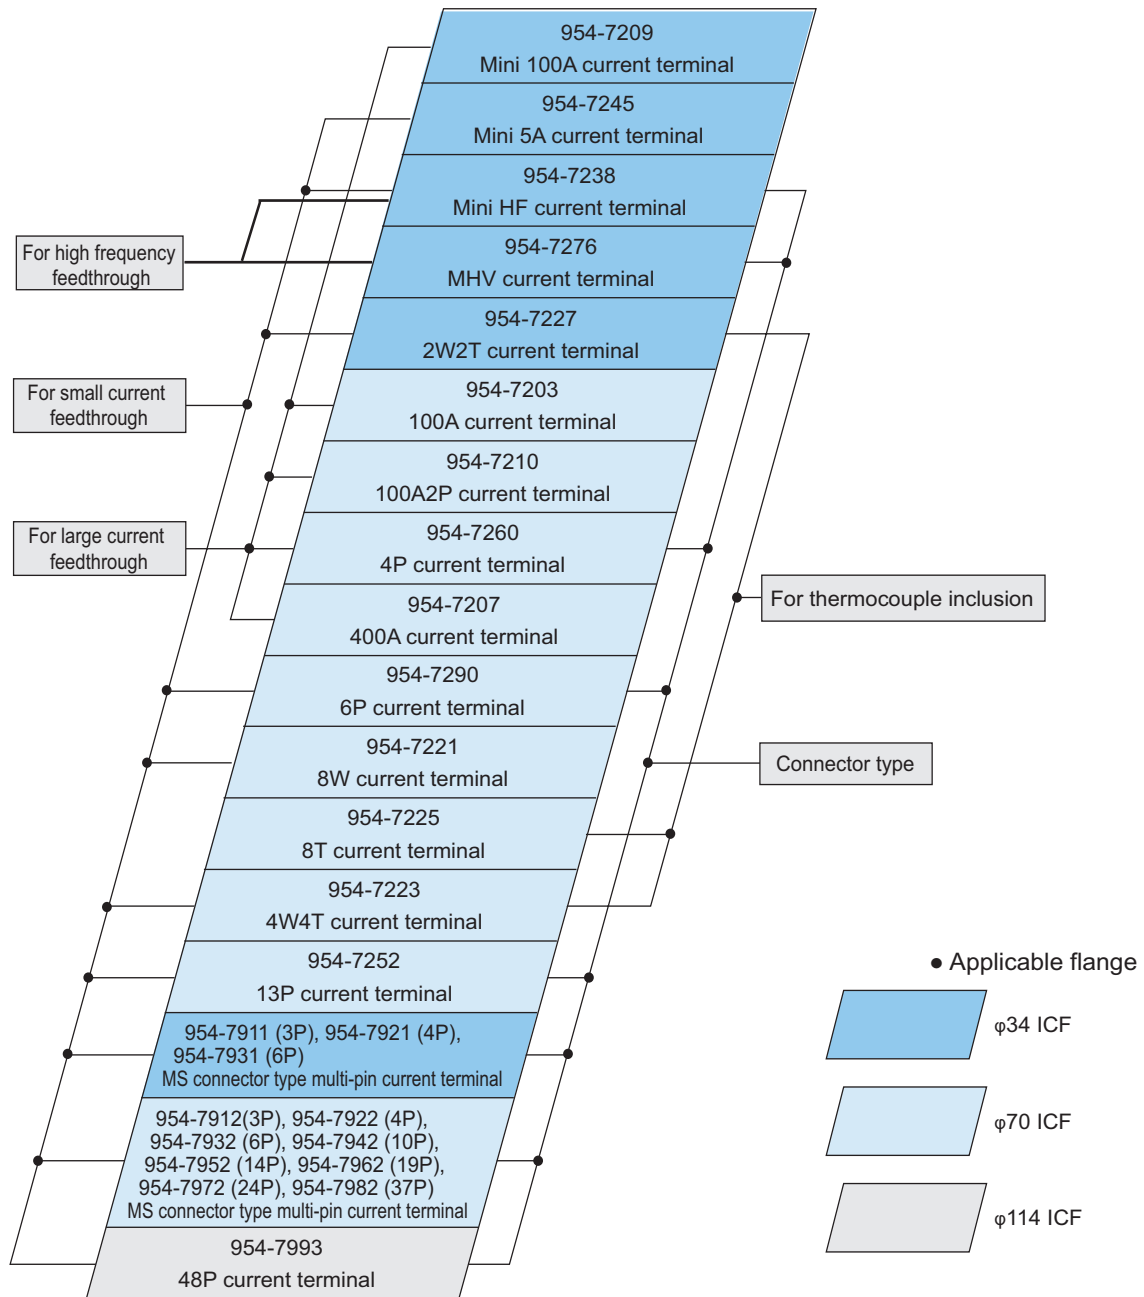 954-7209
Mini 100A current terminal
954-7245
Mini 5A current terminal
954-7238
Mini HF current terminal
954-7276
MHV current terminal
954-7227
2W2T current terminal
954-7203
100A current terminal
954-7210
100A2P current terminal
954-7260
4P current terminal
954-7207
400A current terminal
954-7290
6P current terminal
954-7221
8W current terminal
954-7225
8T current terminal
954-7223
4W4T current terminal
954-7252
13P current terminal
954-7911 (3P), 954-7921 (4P),
954-7931 (6P)
MS connector type multi-pin current terminal
954-7912(3P), 954-7922 (4P),
954-7932 (6P), 954-7942 (10P),
954-7952 (14P), 954-7962 (19P),
954-7972 (24P), 954-7982 (37P)
MS connector type multi-pin current terminal
954-7993
48P current terminal
For high frequency
feedthrough
For small current
feedthrough
For large current
feedthrough
For thermocouple inclusion
Connector type
● Applicable flange
φ34 ICF
φ70 ICF
φ114 ICF